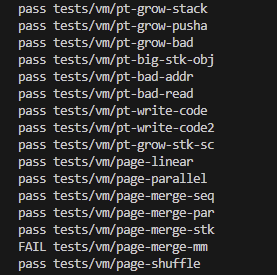 pass tests/vm/pt-grow-stack
pass tests/vm/pt-grow-pusha
pass tests/vm/pt-grow-bad
pass tests/vm/pt-big-stk-obj
pass tests/vm/pt-bad-addr
pass tests/vm/pt-bad-read
pass tests/vm/pt-write-code
pass tests/vm/pt-write-code2
pass tests/vm/pt-grow-stk-sc
pass tests/vm/page-linear
pass tests/vm/page-parallel
pass tests/vm/page-merge-seq
pass tests/vm/page-merge-par
pass tests/vm/page-merge-stk
FAIL tests/vm/page-merge-mm
pass tests/vm/page-shuffle